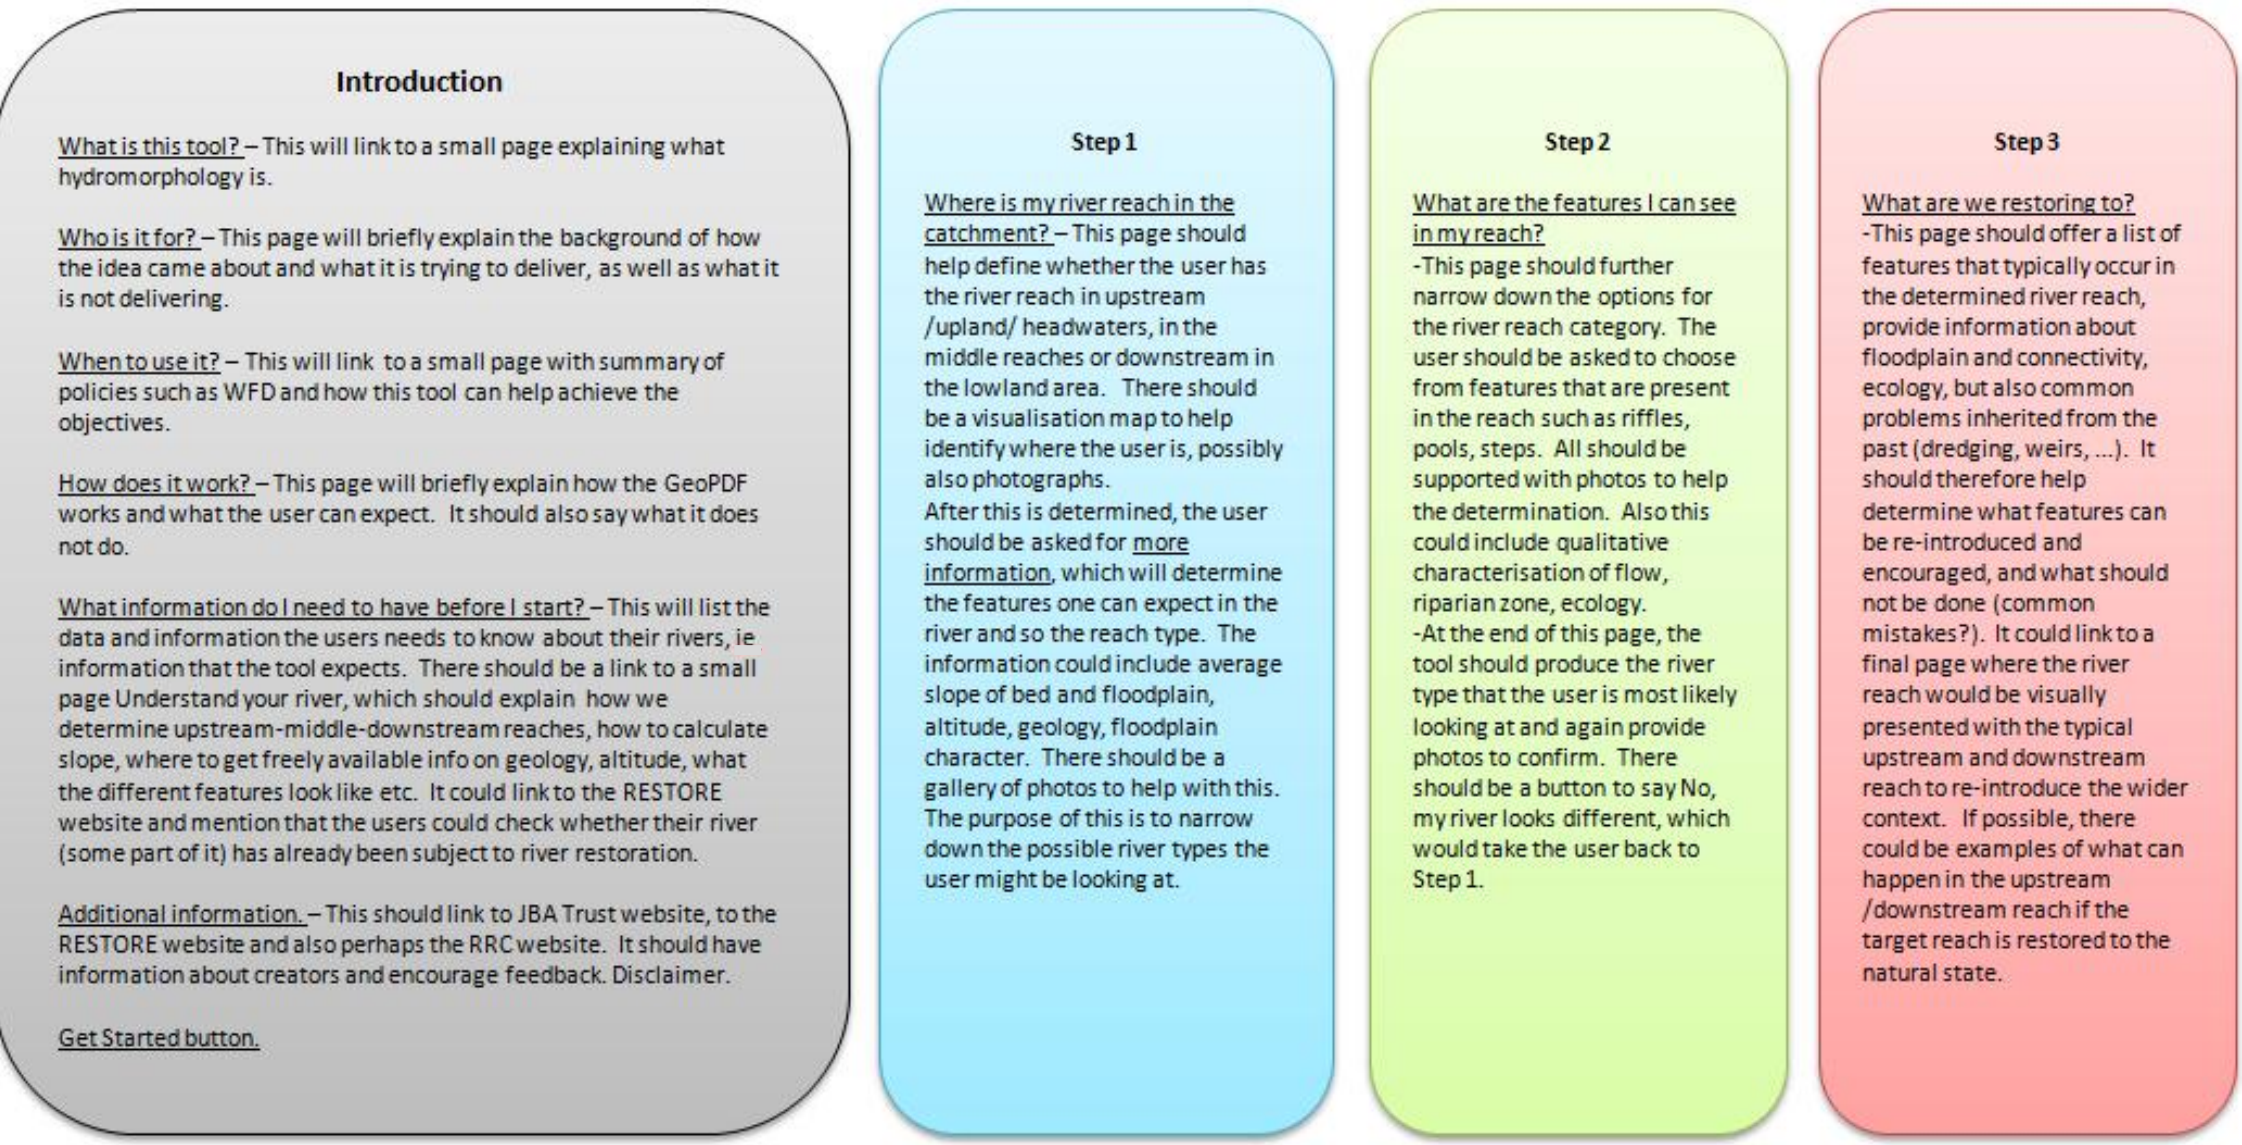 Introduction
What is this tool? – This will link to a small page explaining what
hydromorphology is.
Who is it for? – This page will briefly explain the background of how
the idea came about and what it is trying to deliver, as well as what it
is not delivering.
When to use it? – This will link to a small page with summary of
policies such as WFD and how this tool can help achieve the
objectives.
How does it work? – This page will briefly explain how the GeoPDF
works and what the user can expect. It should also say what it does
not do.
What information do I need to have before I start? – This will list the
data and information the users needs to know about their rivers, ie
information that the tool expects. There should be a link to a small
page Understand your river, which should explain how we
determine upstream-middle-downstream reaches, how to calculate
slope, where to get freely available info on geology, altitude, what
the different features look like etc. It could link to the RESTORE
website and mention that the users could check whether their river
(some part of it) has already been subject to river restoration.
Additional information. – This should link to JBA Trust website, to the
RESTORE website and also perhaps the RRC website. It should have
information about creators and encourage feedback. Disclaimer.
Get Started button.
Step 1
Where is my river reach in the
catchment? – This page should
help define whether the user has
the river reach in upstream
/upland/ headwaters, in the
middle reaches or downstream in
the lowland area. There should
be a visualisation map to help
identify where the user is, possibly
also photographs.
After this is determined, the user
should be asked for more
information, which will determine
the features one can expect in the
river and so the reach type. The
information could include average
slope of bed and floodplain,
altitude, geology, floodplain
character. There should be a
gallery of photos to help with this.
The purpose of this is to narrow
down the possible river types the
user might be looking at.
Step 2
What are the features I can see
in my reach?
-This page should further
narrow down the options for
the river reach category. The
user should be asked to choose
from features that are present
in the reach such as riffles,
pools, steps. All should be
supported with photos to help
the determination. Also this
could include qualitative
characterisation of flow,
riparian zone, ecology.
-At the end of this page, the
tool should produce the river
type that the user is most likely
looking at and again provide
photos to confirm. There
should be a button to say No,
my river looks different, which
would take the user back to
Step 1.
Step 3
What are we restoring to?
-This page should offer a list of
features that typically occur in
the determined river reach,
provide information about
floodplain and connectivity,
ecology, but also common
problems inherited from the
past (dredging, weirs, ...). It
should therefore help
determine what features can
be re-introduced and
encouraged, and what should
not be done (common
mistakes?). It could link to a
final page where the river
reach would be visually
presented with the typical
upstream and downstream
reach to re-introduce the wider
context. If possible, there
could be examples of what can
happen in the upstream
/downstream reach if the
target reach is restored to the
natural state.